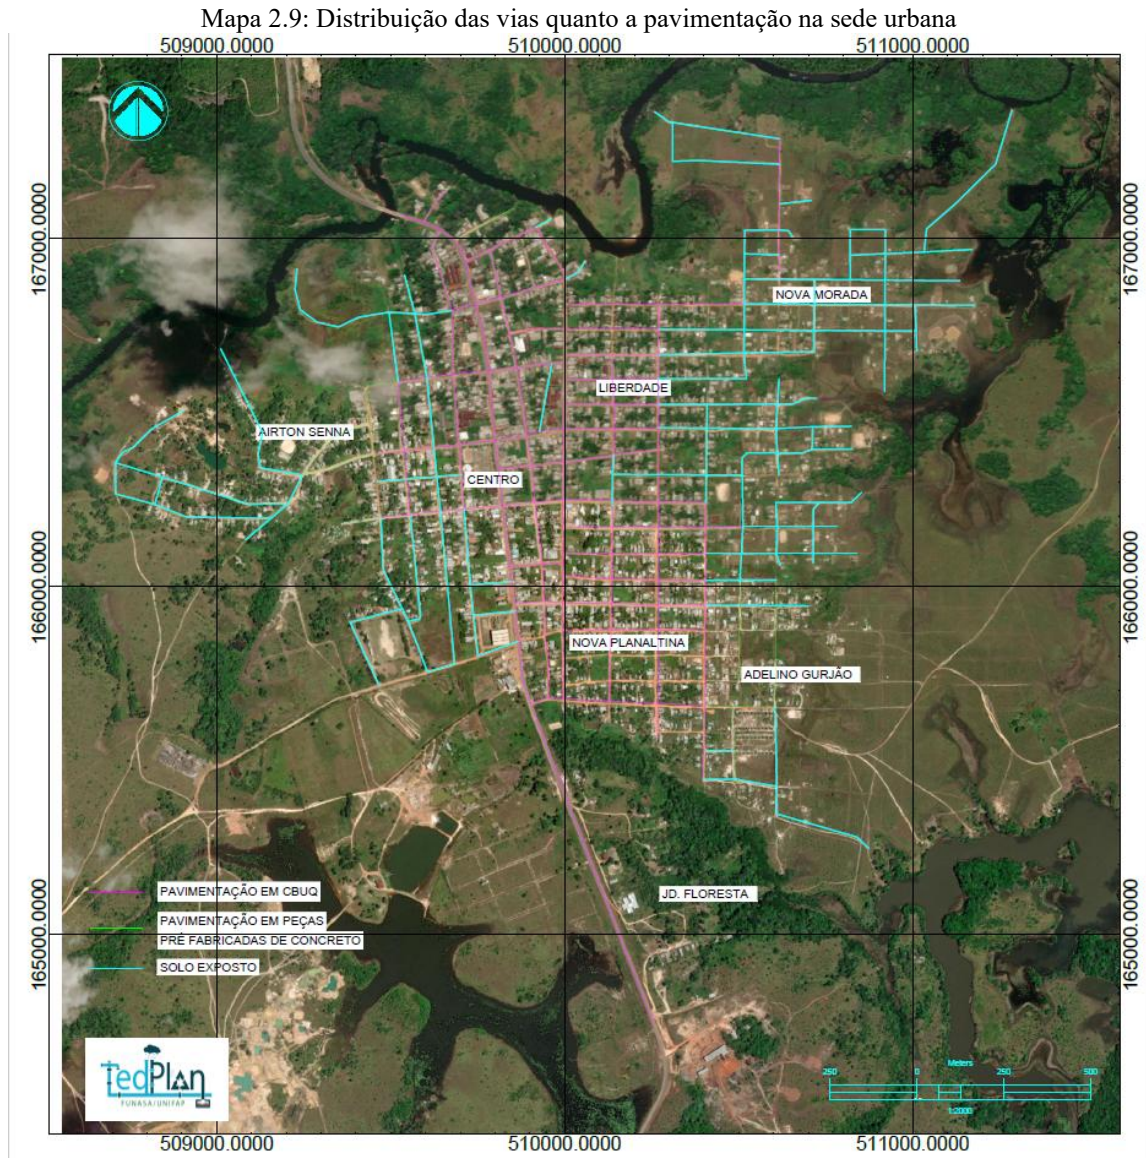 Mapa 2.9: Distribuição das vias quanto a pavimentação na sede urbana
509000.0000 510000.0000 511000.0000
167000.0000 167000.0000
NOVA MORADA
LIBERDADE
AIRTON SENNA
CENTRO
166000.0000 166000.0000
NOVA PLANALTINA
ADELINO GURJÃO
PAVIMENTAÇÃO EM CBUQ
JD. FLORESTA
PAVIMENTAÇÃO EM PEÇAS
PRÉ FABRICADAS DE CONCRETO
SOLO EXPOSTO
165000.0000 165000.0000
TedPlan
FUNASA/UNIFAP
Meters
250 0 250 500
1:2000
509000.0000 510000.0000 511000.0000